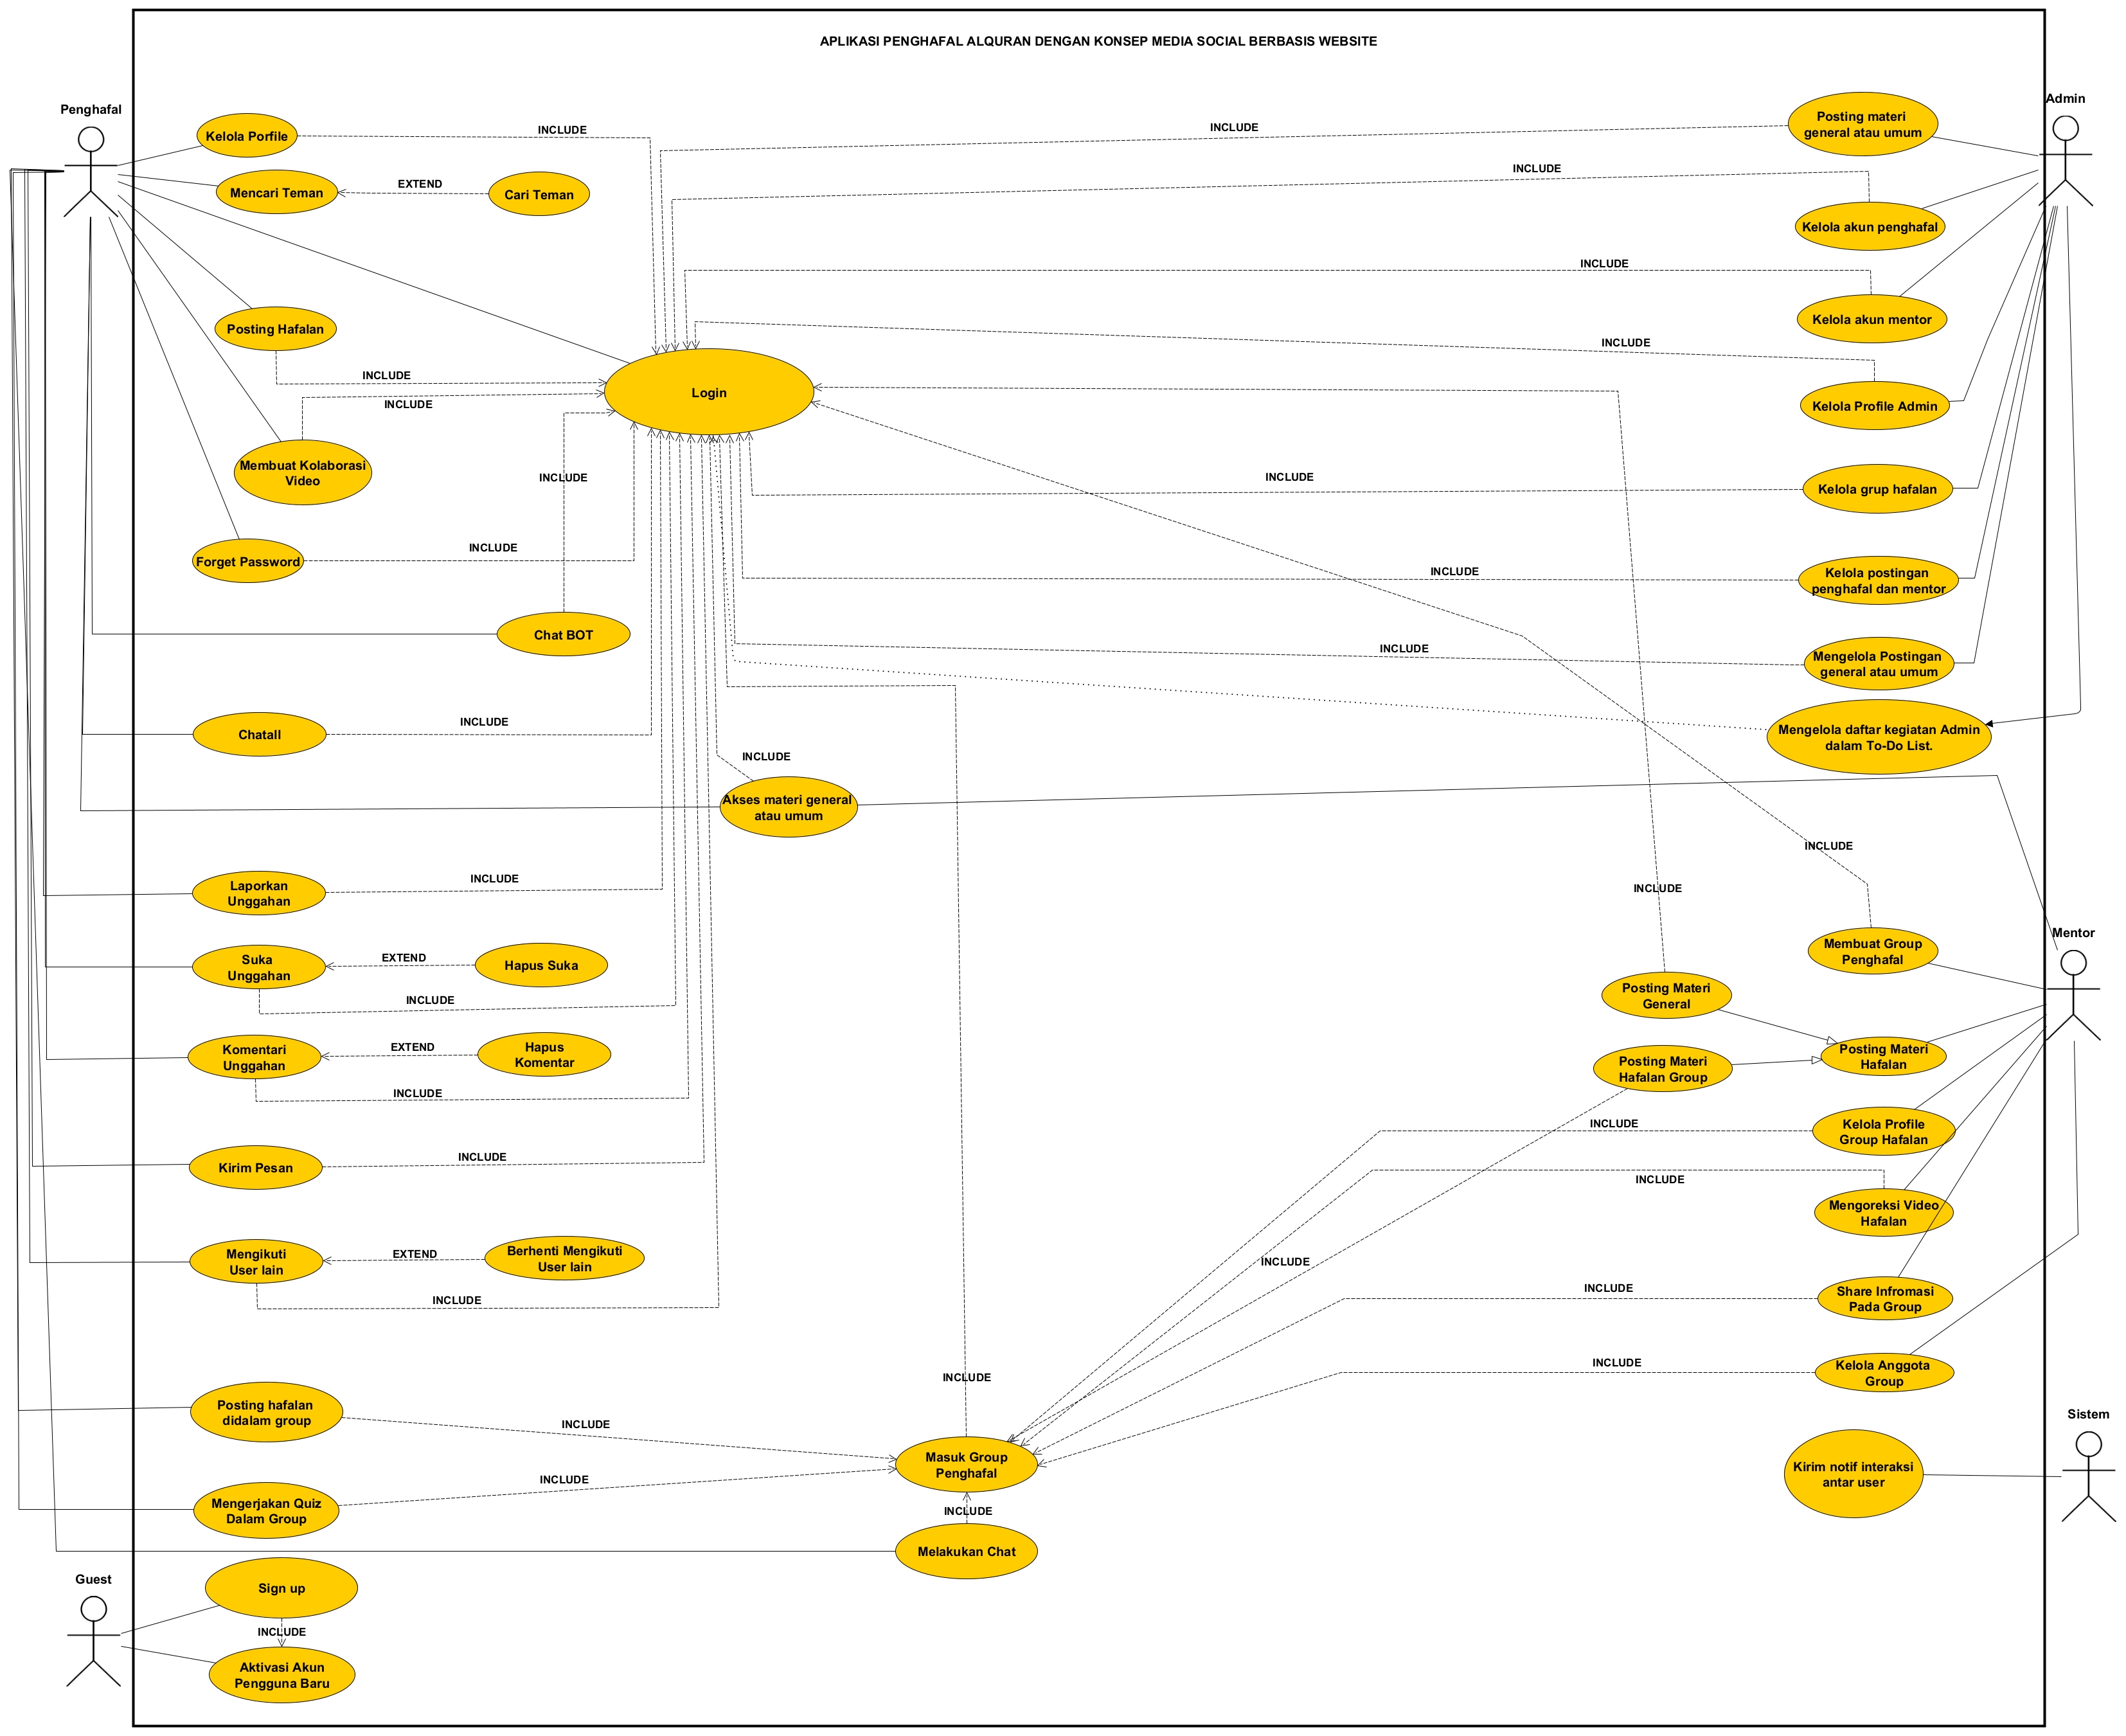 APLIKASI PENGHAFAL ALQURAN DENGAN KONSEP MEDIA SOCIAL BERBASIS WEBSITE
Penghafal
Admin
Kelola Porfile
INCLUDE
INCLUDE
Posting materi
general atau umum
Mencari Teman
EXTEND
Cari Teman
INCLUDE
Kelola akun penghafal
INCLUDE
Posting Hafalan
Kelola akun mentor
INCLUDE
INCLUDE
INCLUDE
Login
Kelola Profile Admin
Membuat Kolaborasi
Video
INCLUDE
INCLUDE
Kelola grup hafalan
Forget Password
INCLUDE
INCLUDE
Kelola postingan
penghafal dan mentor
Chat BOT
INCLUDE
Mengelola Postingan
general atau umum
Chatall
INCLUDE
Mengelola daftar kegiatan Admin
dalam To-Do List.
INCLUDE
Akses materi general
atau umum
INCLUDE
Laporkan
Unggahan
INCLUDE
INCLUDE
Mentor
Suka
Unggahan
EXTEND
Hapus Suka
Membuat Group
Penghafal
INCLUDE
Posting Materi
General
Komentari
Unggahan
EXTEND
Hapus
Komentar
Posting Materi
Hafalan Group
Posting Materi
Hafalan
INCLUDE
INCLUDE
Kelola Profile
Group Hafalan
Kirim Pesan
INCLUDE
INCLUDE
Mengoreksi Video
Hafalan
Mengikuti
User lain
EXTEND
Berhenti Mengikuti
User lain
INCLUDE
INCLUDE
INCLUDE
Share Infromasi
Pada Group
INCLUDE
INCLUDE
Kelola Anggota
Group
Posting hafalan
didalam group
INCLUDE
Sistem
Masuk Group
Penghafal
Kirim notif interaksi
antar user
Mengerjakan Quiz
Dalam Group
INCLUDE
INCLUDE
Melakukan Chat
Guest
Sign up
INCLUDE
Aktivasi Akun
Pengguna Baru